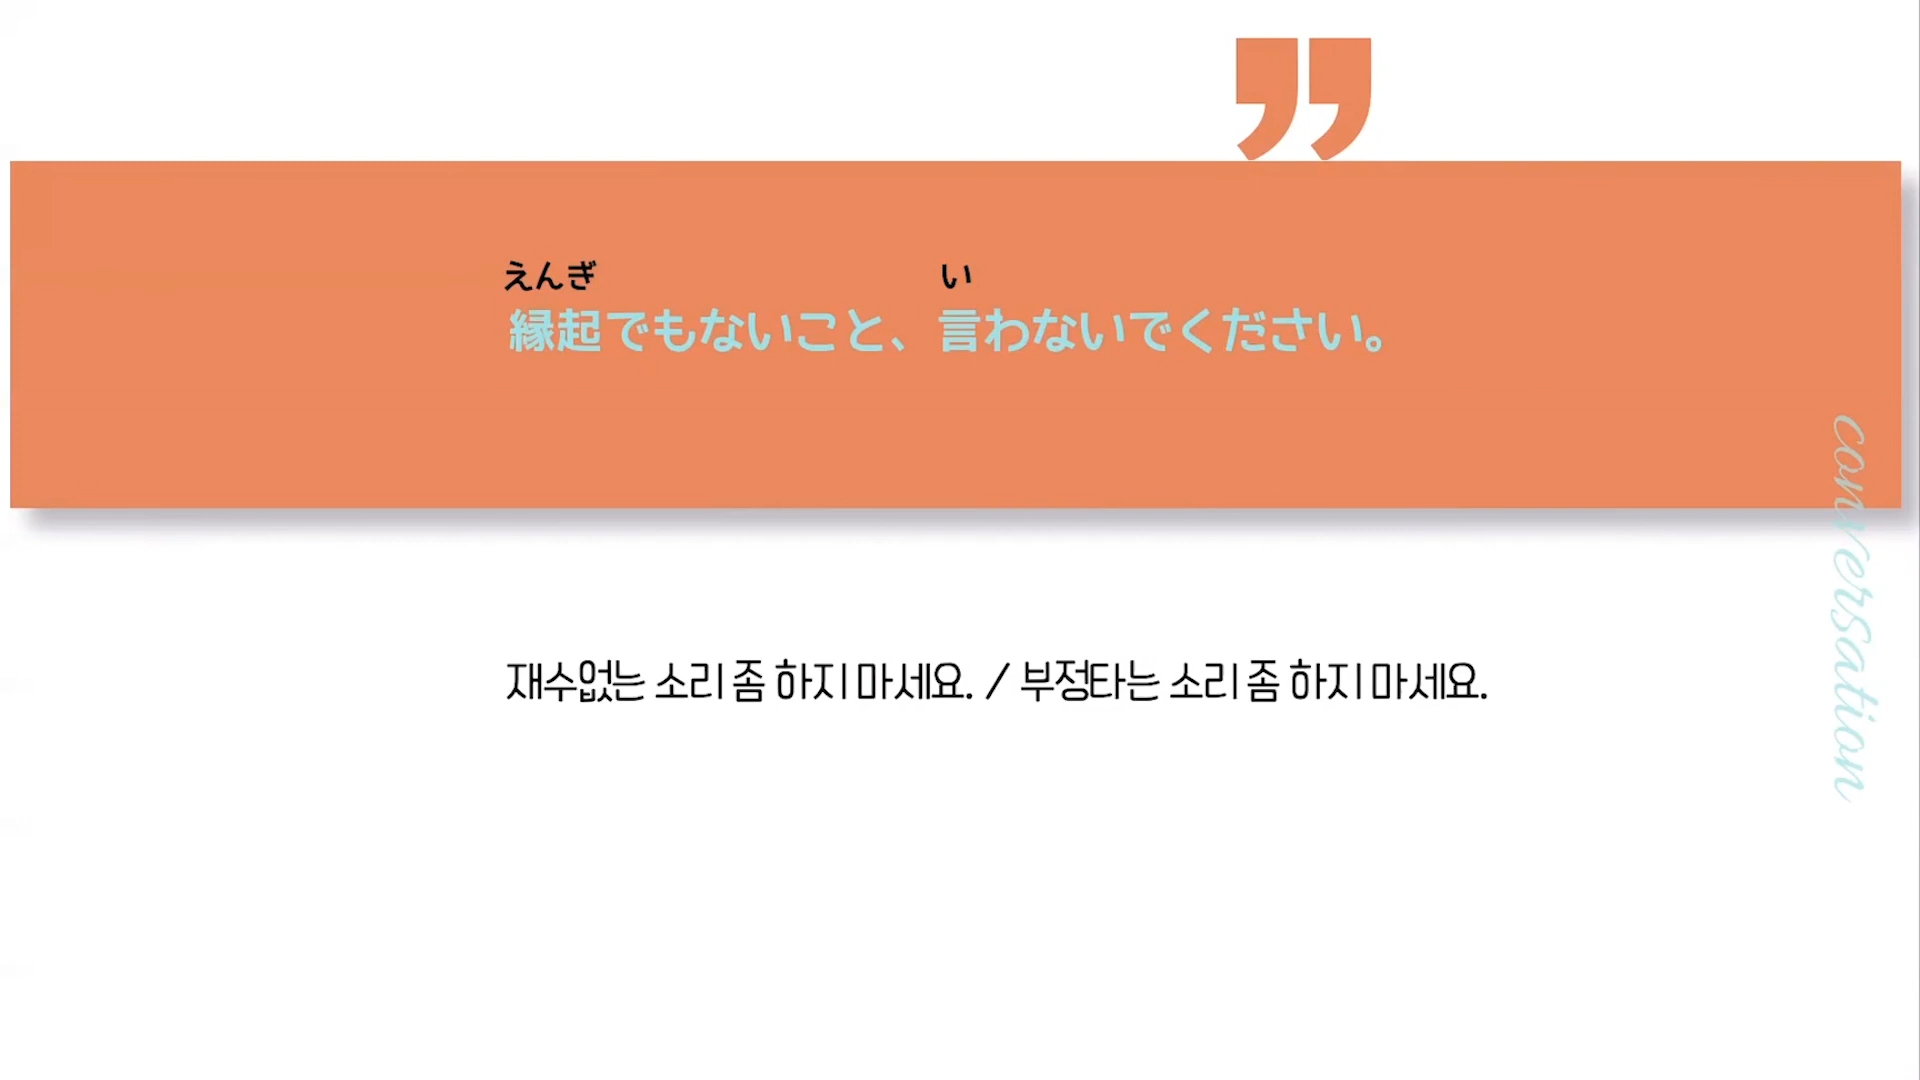 ”
えんぎ い
縁起でもないこと、言わないでください。
conversation
재수없는 소리 좀 하지 마세요. / 부정타는 소리 좀 하지 마세요.